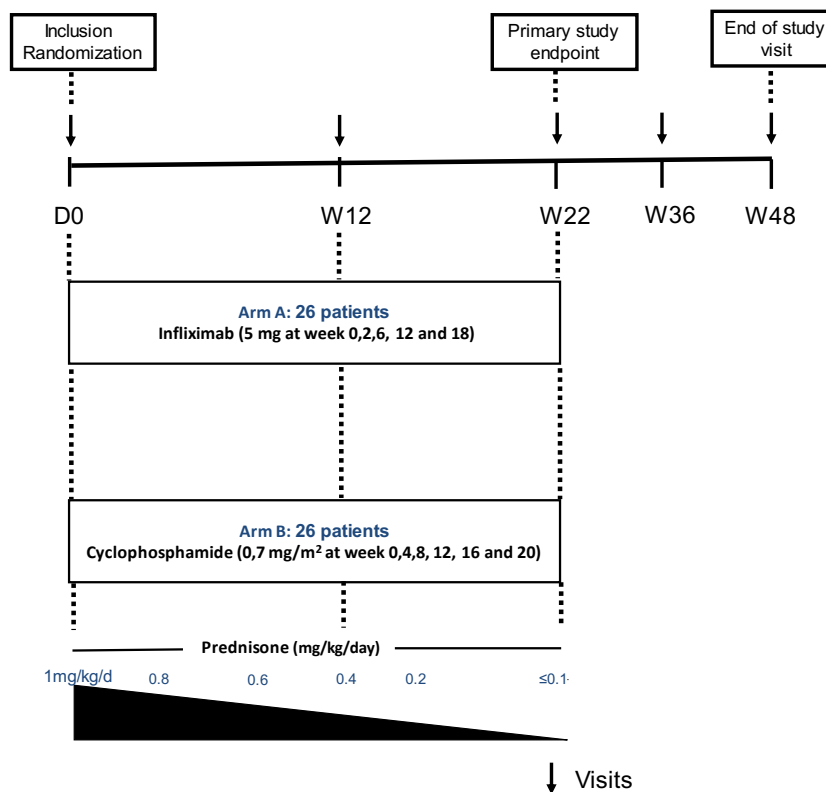 Inclusion
Randomization
Primary study
endpoint
End of study
visit
D0
W12
W22
W36
W48
Arm A: 26 patients
Infliximab (5 mg at week 0,2,6, 12 and 18)
Arm B: 26 patients
Cyclophosphamide (0,7 mg/m² at week 0,4,8, 12, 16 and 20)
Prednisone (mg/kg/day)
1mg/kg/d 0.8 0.6 0.4 0.2 ≤0.1-
Visits